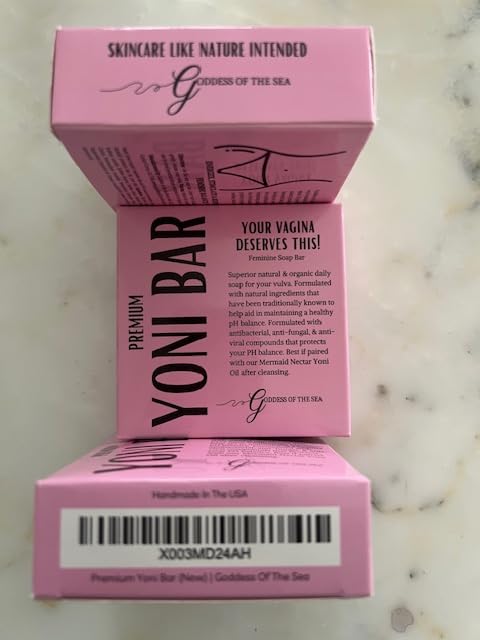 SKINCARE LIKE NATURE INTENDED
GODDESS OF THE SEA
PREMIUM
YONI BAR
YOUR VAGINA
DESERVES THIS!
Feminine Soap Bar
Superior natural & organic daily
soap for your vulva. Formulated
with natural ingredients that
have been traditionally known to
help aid in maintaining a healthy
pH balance. Formulated with
antibacterial, anti-fungal, & anti-
viral compounds that protects
your PH balance. Best if paired
with our Mermaid Nectar Yoni
Oil after cleansing.
GODDESS OF THE SEA
YONI
Handmade In The USA
X003MD24AH
Premium Yoni Bar (New) | Goddess Of The Sea